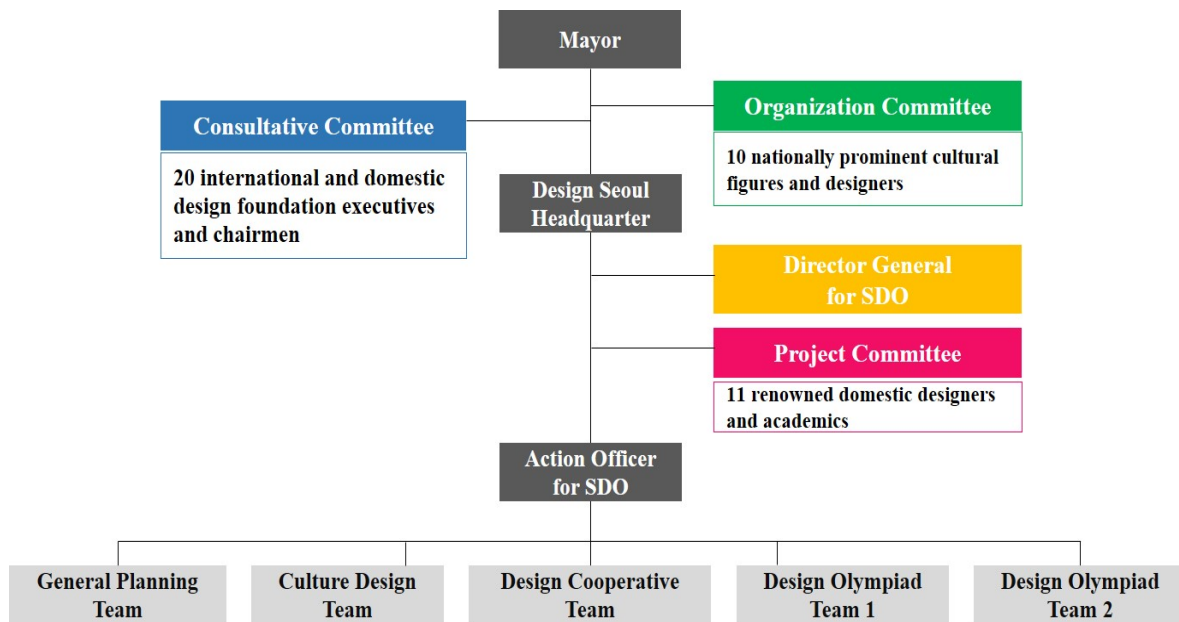 Mayor
Consultative Committee
20 international and domestic
design foundation executives
and chairmen
Organization Committee
10 nationally prominent cultural
figures and designers
Design Seoul
Headquarter
Director General
for SDO
Project Committee
11 renowned domestic designers
and academics
Action Officer
for SDO
General Planning
Team
Culture Design
Team
Design Cooperative
Team
Design Olympiad
Team 1
Design Olympiad
Team 2